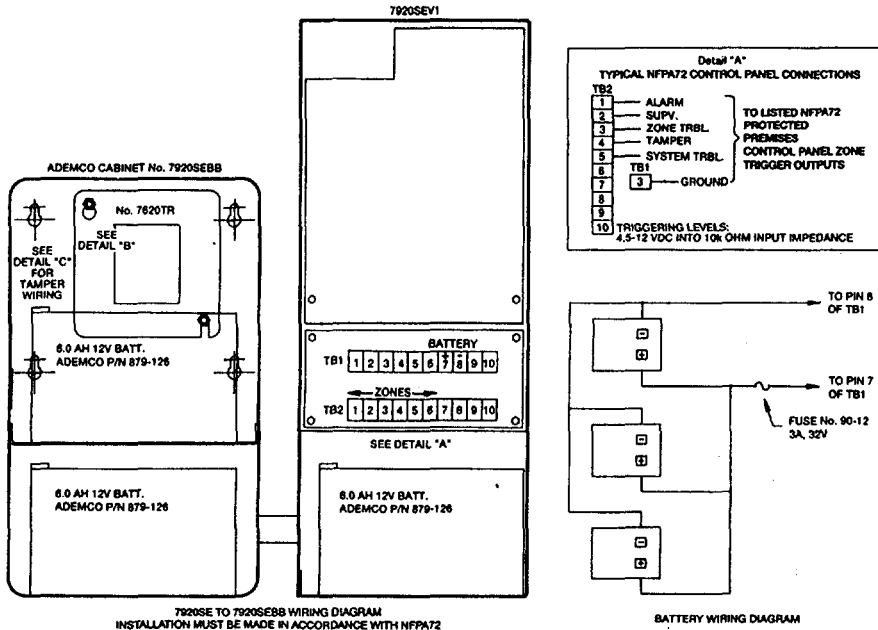 7920SEV1
ADEMCO CABINET No. 7920SEBB
No. 7620TR
SEE
DETAIL "B"
SEE
DETAIL "C"
FOR
TAMPER
WIRING
6.0 AH 12V BATT.
ADEMCO P/N 879-126
6.0 AH 12V BATT.
ADEMCO P/N 879-126
BATTERY
+ -
TB1 1 2 3 4 5 6 7 8 9 10
ZONES
TB2 1 2 3 4 5 6 7 8 9 10
SEE DETAIL "A"
6.0 AH 12V BATT.
ADEMCO P/N 879-126
7920SE TO 7920SEBB WIRING DIAGRAM
INSTALLATION MUST BE MADE IN ACCORDANCE WITH NFPA72
Detail "A"
TYPICAL NFPA72 CONTROL PANEL CONNECTIONS
TB2
1 ALARM
2 SUPV.
3 ZONE TRBL.
4 TAMPER
5 SYSTEM TRBL.
6
7
8
9
10
TB1
3 GROUND
TO LISTED NFPA72
PROTECTED
PREMISES
CONTROL PANEL ZONE
TRIGGER OUTPUTS
TRIGGERING LEVELS:
4.5-12 VDC INTO 10k OHM INPUT IMPEDANCE
- +
- +
- +
TO PIN 8
OF TB1
TO PIN 7
OF TB1
FUSE No. 90-12
3A, 32V
BATTERY WIRING DIAGRAM